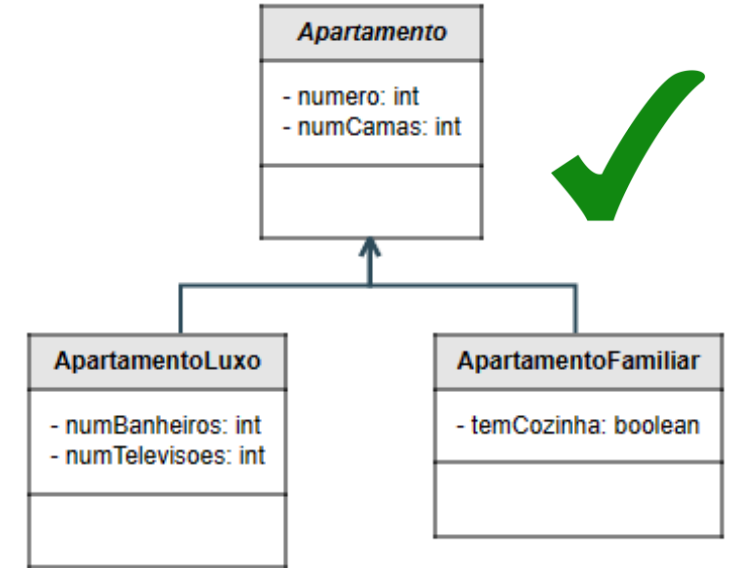 Apartamento
- numero: int
- numCamas: int
ApartamentoLuxo
- numBanheiros: int
- numTelevisoes: int
ApartamentoFamiliar
- temCozinha: boolean